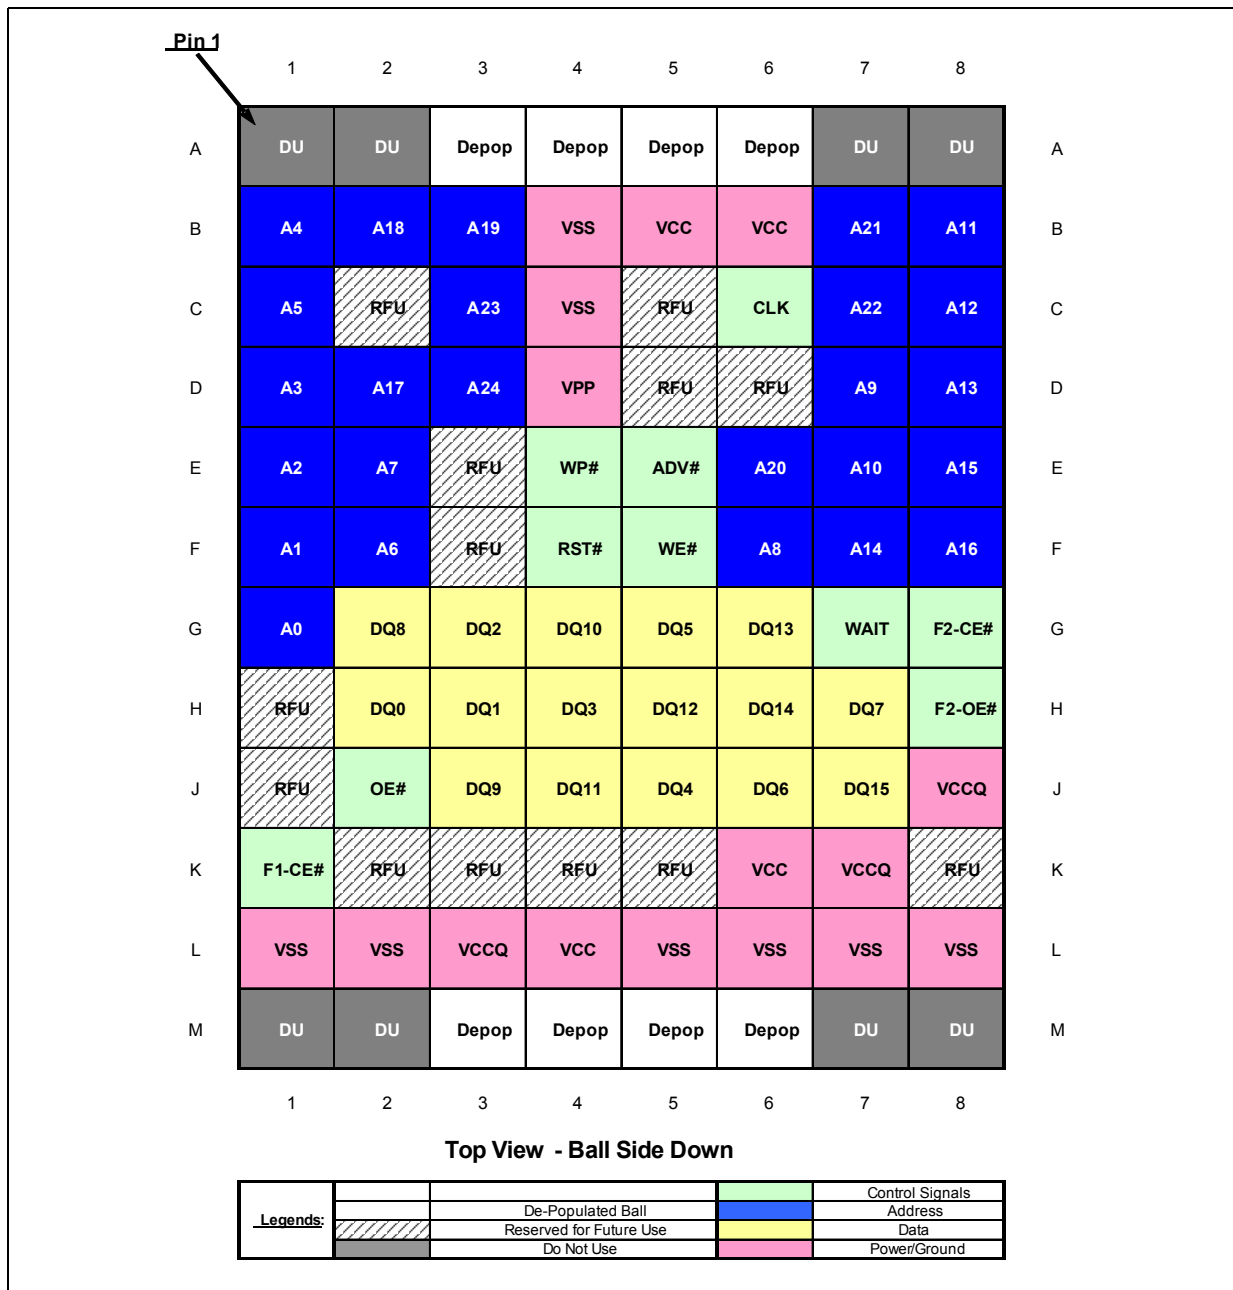 Pin 1
1 2 3 4 5 6 7 8
A DU DU Depop Depop Depop Depop DU DU A
B A4 A18 A19 VSS VCC VCC A21 A11 B
C A5 RFU A23 VSS RFU CLK A22 A12 C
D A3 A17 A24 VPP RFU RFU A9 A13 D
E A2 A7 RFU WP# ADV# A20 A10 A15 E
F A1 A6 RFU RST# WE# A8 A14 A16 F
G A0 DQ8 DQ2 DQ10 DQ5 DQ13 WAIT F2-CE# G
H RFU DQ0 DQ1 DQ3 DQ12 DQ14 DQ7 F2-OE# H
J RFU OE# DQ9 DQ11 DQ4 DQ6 DQ15 VCCQ J
K F1-CE# RFU RFU RFU RFU VCC VCCQ RFU K
L VSS VSS VCCQ VCC VSS VSS VSS VSS L
M DU DU Depop Depop Depop Depop DU DU M
1 2 3 4 5 6 7 8
Top View - Ball Side Down
Legends:
Control Signals
De-Populated Ball Address
Reserved for Future Use Data
Do Not Use Power/Ground